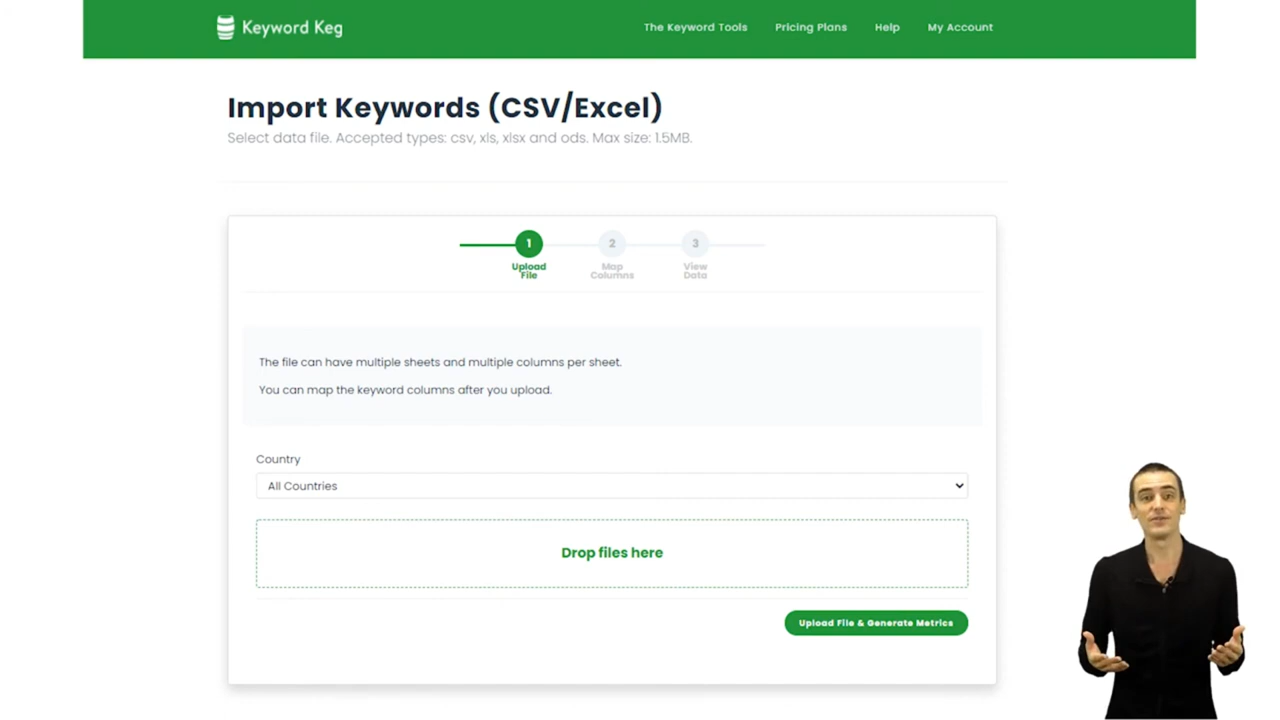 Keyword Keg
The Keyword Tools
Pricing Plans
Help
My Account
Import Keywords (CSV/Excel)
Select data file. Accepted types: csv, xls, xlsx and ods. Max size: 1.5MB.
1
2
3
Upload
File
Map
Columns
View
Data
The file can have multiple sheets and multiple columns per sheet.
You can map the keyword columns after you upload.
Country
All Countries
Drop files here
Upload File & Generate Metrics